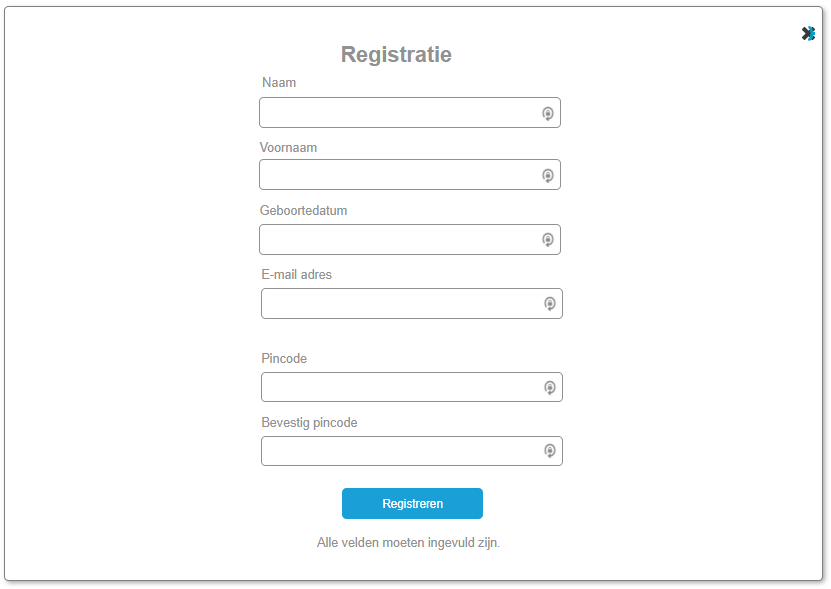 Registratie
Naam
Voornaam
Geboortedatum
E-mail adres
Pincode
Bevestig pincode
Registreren
Alle velden moeten ingevuld zijn.